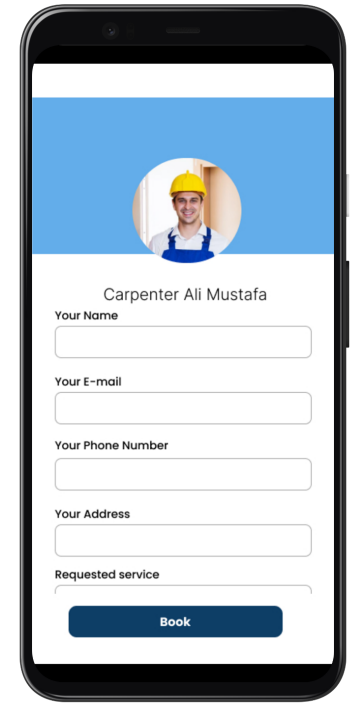 Carpenter Ali Mustafa
Your Name
Your E-mail
Your Phone Number
Your Address
Requested service
Book